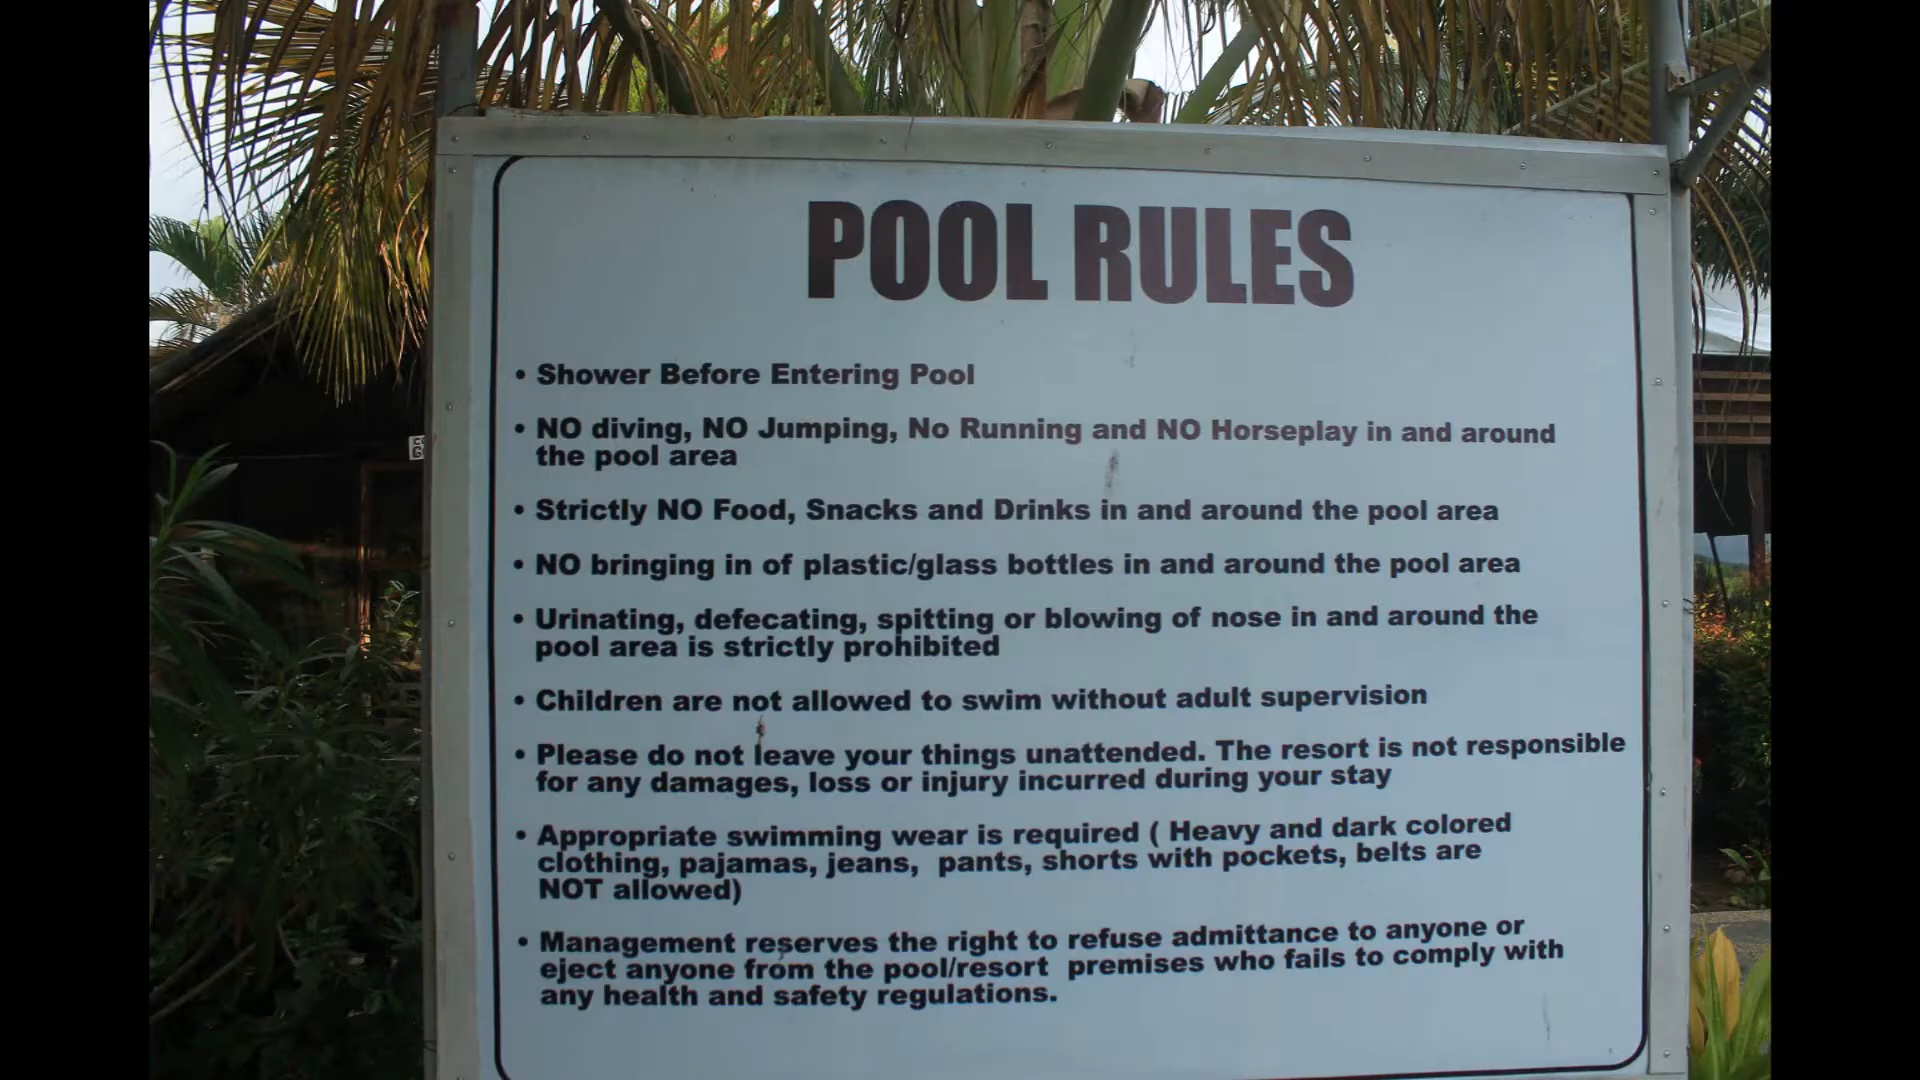 POOL RULES
• Shower Before Entering Pool
• NO diving, NO Jumping, No Running and NO Horseplay in and around
the pool area
• Strictly NO Food, Snacks and Drinks in and around the pool area
• NO bringing in of plastic/glass bottles in and around the pool area
• Urinating, defecating, spitting or blowing of nose in and around the
pool area is strictly prohibited
• Children are not allowed to swim without adult supervision
• Please do not leave your things unattended. The resort is not responsible
for any damages, loss or injury incurred during your stay
• Appropriate swimming wear is required ( Heavy and dark colored
clothing, pajamas, jeans, pants, shorts with pockets, belts are
NOT allowed)
• Management reserves the right to refuse admittance to anyone or
eject anyone from the pool/resort premises who fails to comply with
any health and safety regulations.